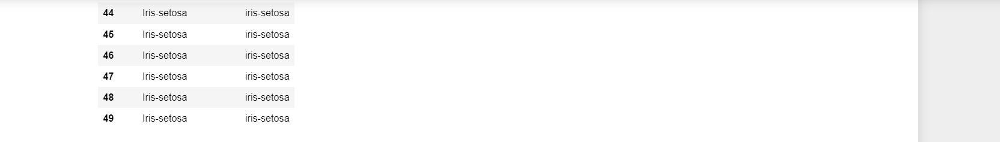 44 Iris-setosa iris-setosa
45 Iris-setosa iris-setosa
46 Iris-setosa iris-setosa
47 Iris-setosa iris-setosa
48 Iris-setosa iris-setosa
49 Iris-setosa iris-setosa